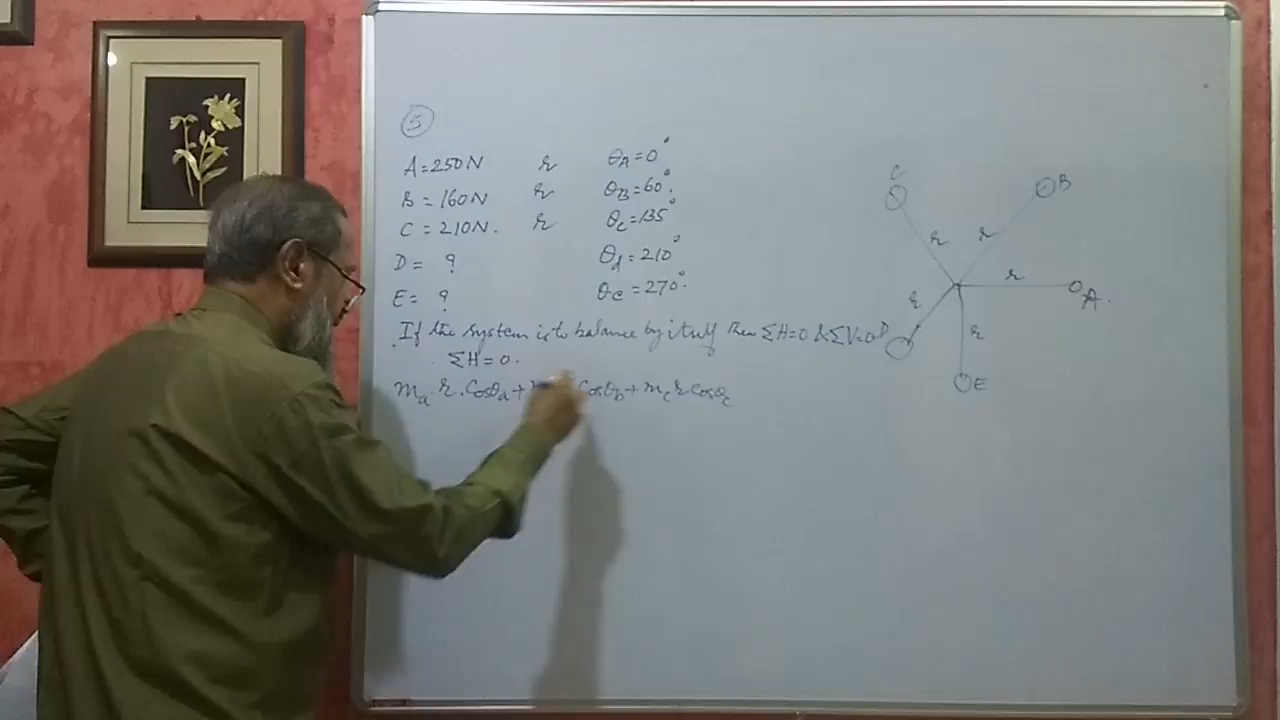 5
A = 250N r θA = 0°
B = 160N r θB = 60°.
C = 210N. r θc = 135°
D = ? θd = 210°
E = ? θc = 270°.
If the system is to balance by itself then ΣH=0 & ΣV=0
ΣH = 0.
ma. r. Cosθa + Cosθb + mc r Cosθc
C
B
r
r
r
A.
r
r
D
E